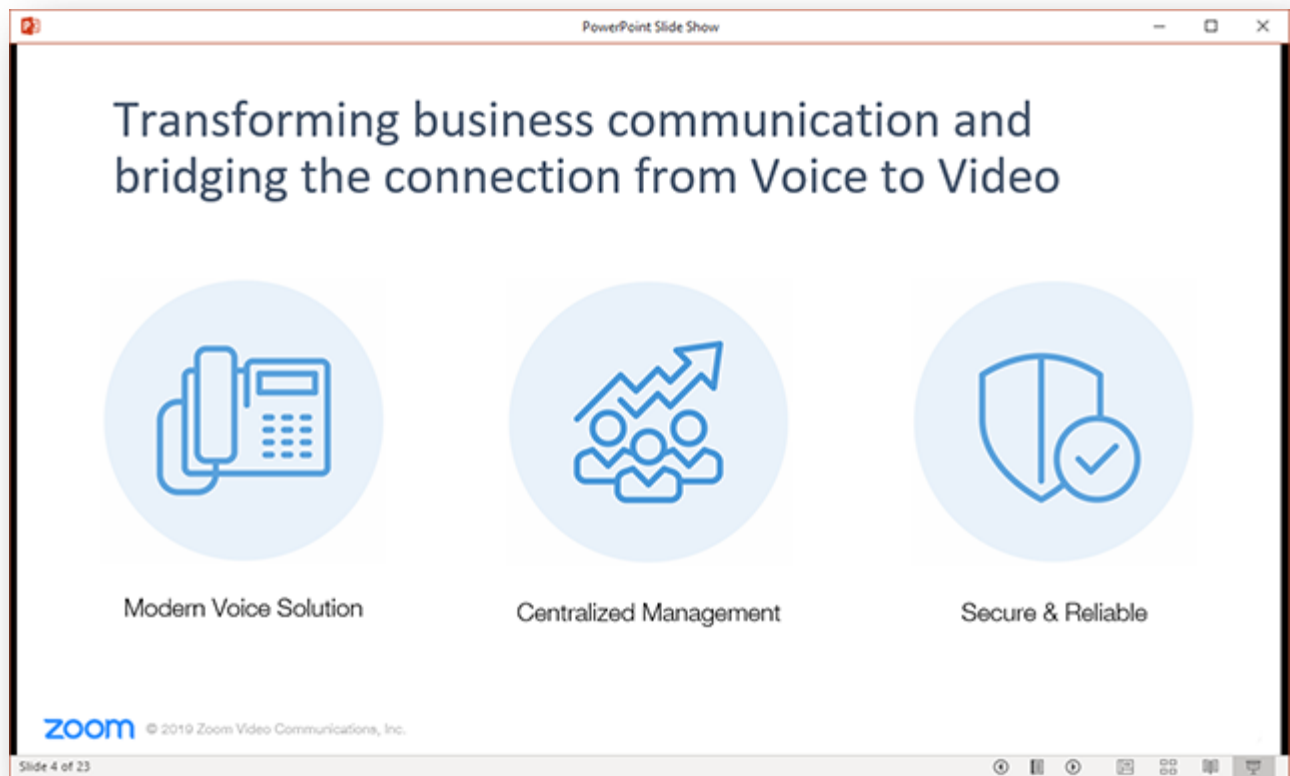 PowerPoint Slide Show
Transforming business communication and
bridging the connection from Voice to Video
Modern Voice Solution
Centralized Management
Secure & Reliable
zoom © 2019 Zoom Video Communications, Inc.
Slide 4 of 23